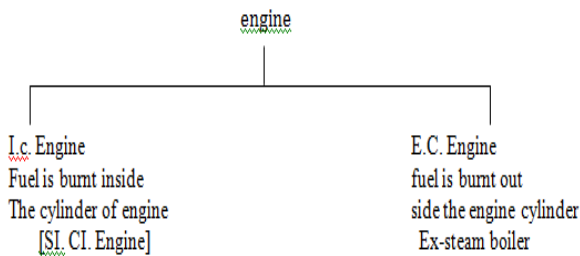 engine
I.c. Engine
Fuel is burnt inside
The cylinder of engine
[SI. CI. Engine]
E.C. Engine
fuel is burnt out
side the engine cylinder
Ex-steam boiler